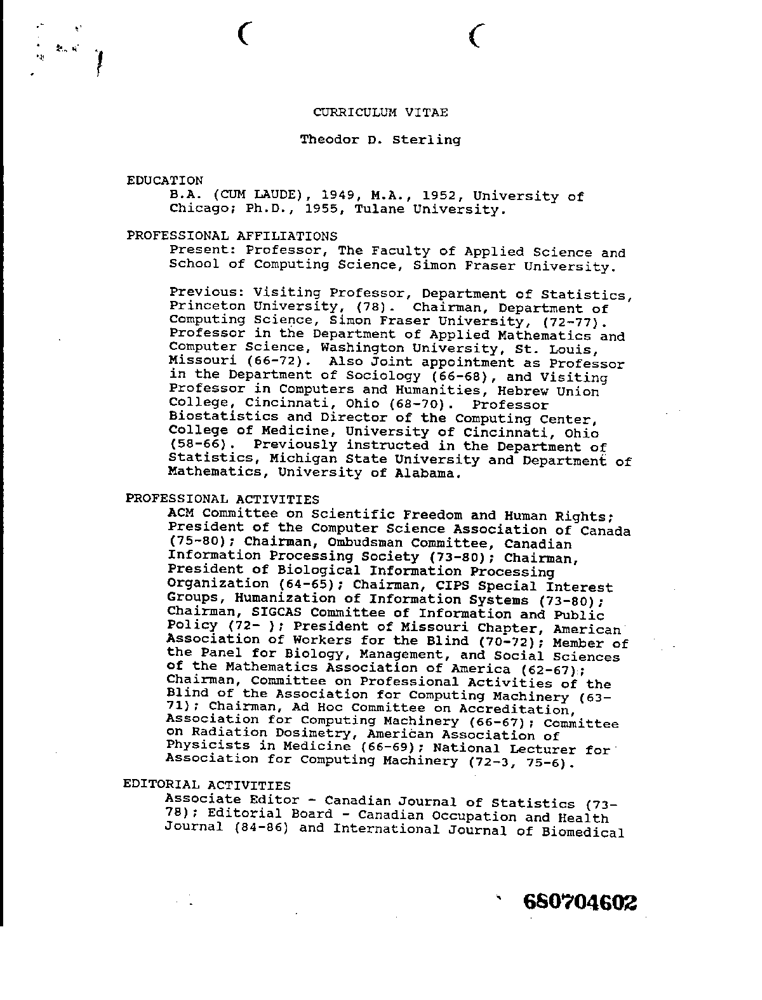 CURRICULUM VITAE
Theodor D. Sterling
EDUCATION
B.A. (CUM LAUDE), 1949, M.A., 1952, University of
Chicago; Ph.D., 1955, Tulane University.
PROFESSIONAL AFFILIATIONS
Present: Professor, The Faculty of Applied Science and
School of Computing Science, Simon Fraser University.
Previous: Visiting Professor, Department of Statistics,
Princeton University, (78). Chairman, Department of
Computing Science, Simon Fraser University, (72-77).
Professor in the Department of Applied Mathematics and
Computer Science, Washington University, St. Louis,
Missouri (66-72). Also Joint appointment as Professor
in the Department of Sociology (66-68), and Visiting
Professor in Computers and Humanities, Hebrew Union
College, Cincinnati, Ohio (68-70). Professor
Biostatistics and Director of the Computing Center,
College of Medicine, University of Cincinnati, Ohio
(58-66). Previously instructed in the Department of
Statistics, Michigan State University and Department of
Mathematics, University of Alabama.
PROFESSIONAL ACTIVITIES
ACM Committee on Scientific Freedom and Human Rights;
President of the Computer Science Association of Canada
(75-80); Chairman, Ombudsman Committee, Canadian
Information Processing Society (73-80); Chairman,
President of Biological Information Processing
Organization (64-65); Chairman, CIPS Special Interest
Groups, Humanization of Information Systems (73-80);
Chairman, SIGCAS Committee of Information and Public
Policy (72- ); President of Missouri Chapter, American
Association of Workers for the Blind (70-72); Member of
the Panel for Biology, Management, and Social Sciences
of the Mathematics Association of America (62-67);
Chairman, Committee on Professional Activities of the
Blind of the Association for Computing Machinery (63-
71); Chairman, Ad Hoc Committee on Accreditation,
Association for Computing Machinery (66-67); Committee
on Radiation Dosimetry, American Association of
Physicists in Medicine (66-69); National Lecturer for
Association for Computing Machinery (72-3, 75-6).
EDITORIAL ACTIVITIES
Associate Editor - Canadian Journal of Statistics (73-
78); Editorial Board - Canadian Occupation and Health
Journal (84-86) and International Journal of Biomedical
680704602